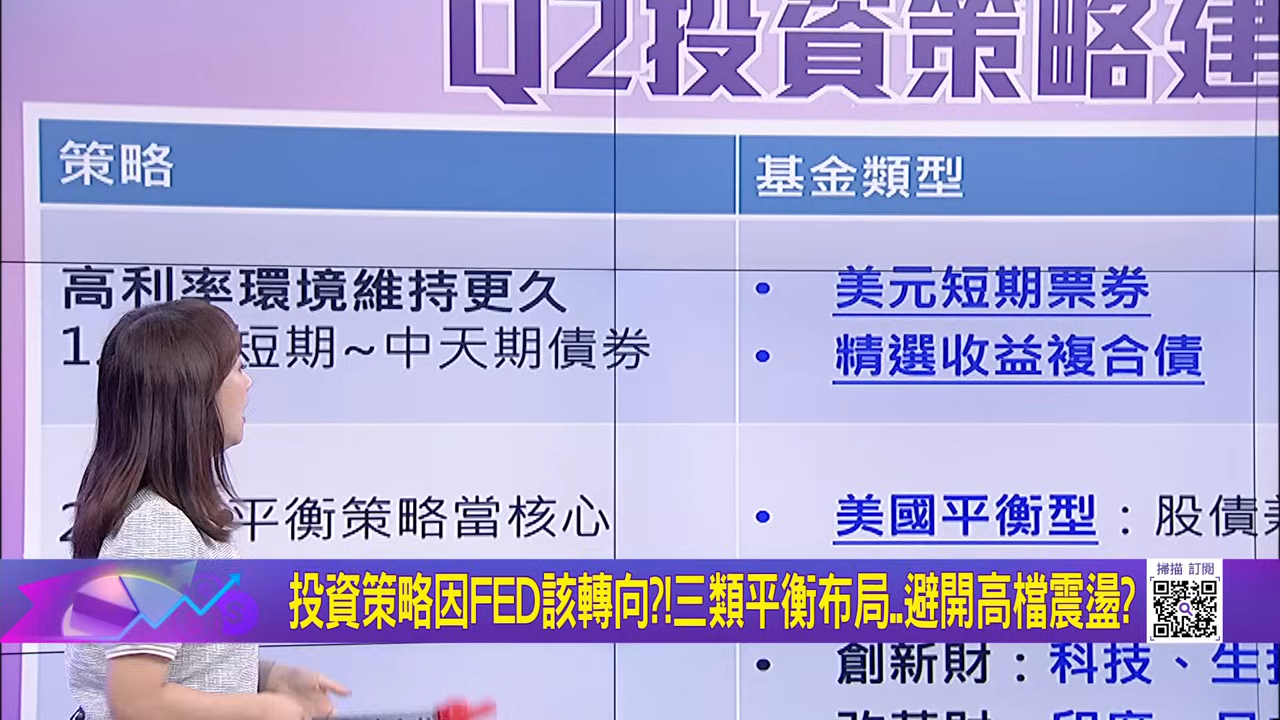 Q2投資策略建
策略
基金類型
高利率環境維持更久
1. 短期~中天期債券
• 美元短期票券
• 精選收益複合債
平衡策略當核心
• 美國平衡型：股債
投資策略因FED該轉向?!三類平衡布局..避開高檔震盪?
掃描 訂閱
• 創新財：科技、生